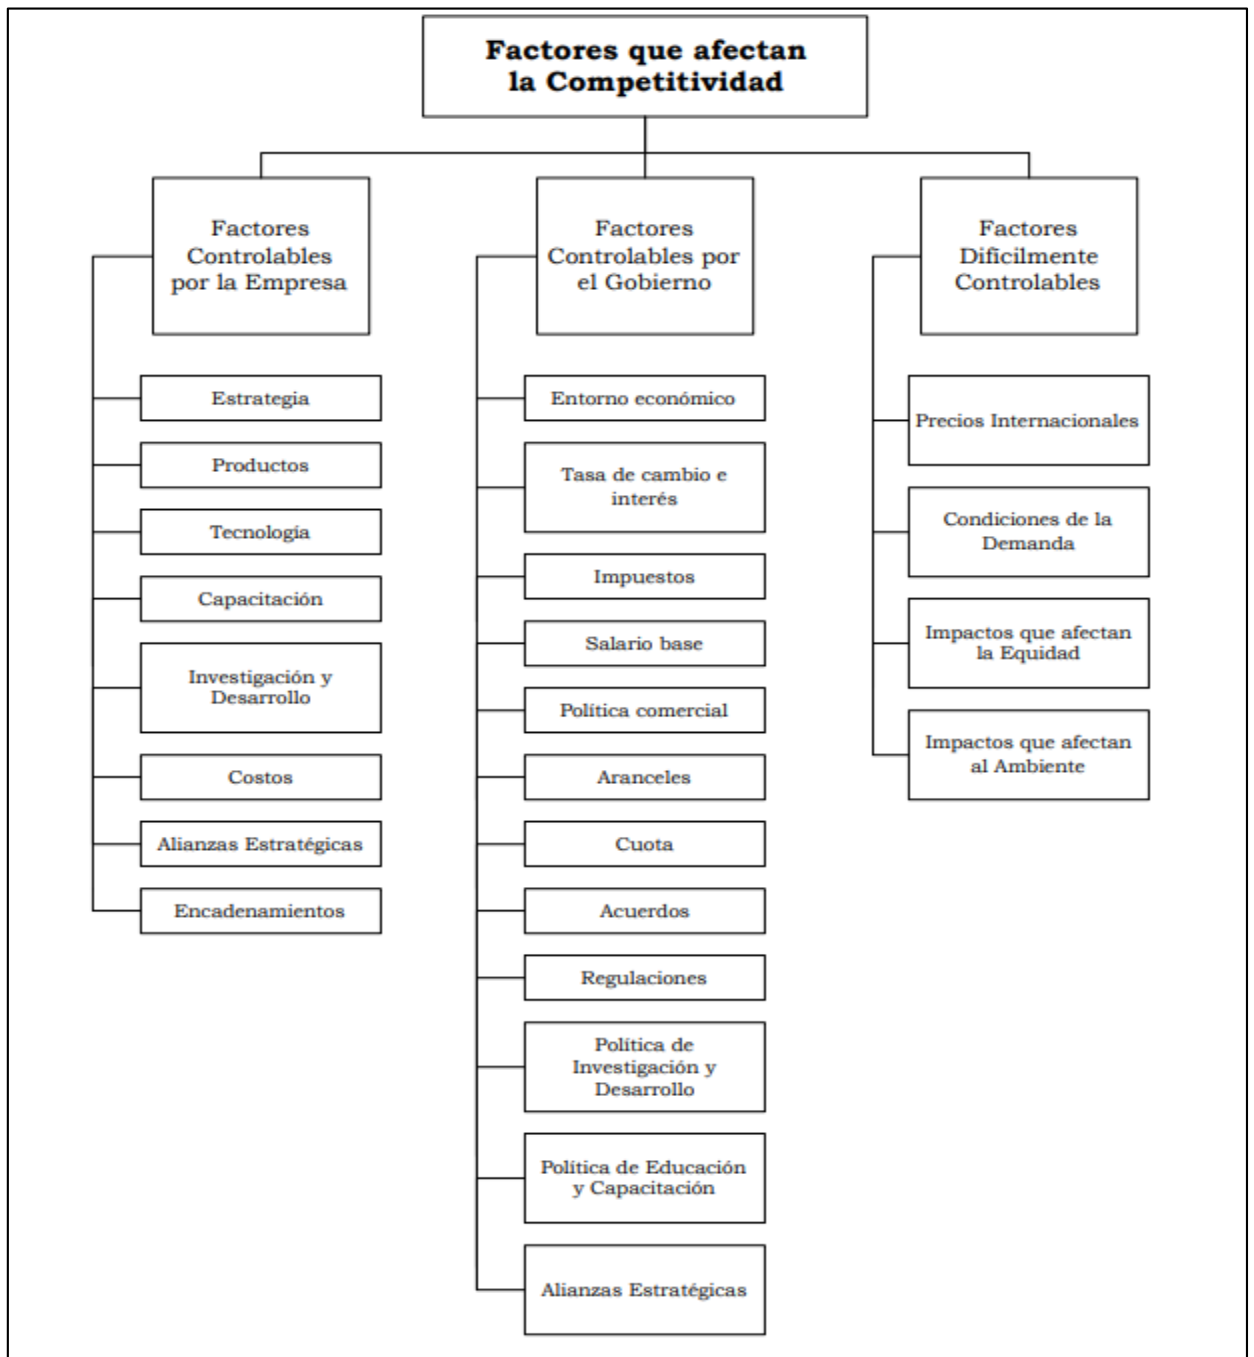 Factores que afectan
la Competitividad
Factores
Controlables
por la Empresa
Estrategia
Productos
Tecnología
Capacitación
Investigación y
Desarrollo
Costos
Alianzas Estratégicas
Encadenamientos
Factores
Controlables por
el Gobierno
Entorno económico
Tasa de cambio e
interés
Impuestos
Salario base
Política comercial
Aranceles
Cuota
Acuerdos
Regulaciones
Política de
Investigación y
Desarrollo
Política de Educación
y Capacitación
Alianzas Estratégicas
Factores
Difícilmente
Controlables
Precios Internacionales
Condiciones de la
Demanda
Impactos que afectan
la Equidad
Impactos que afectan
al Ambiente